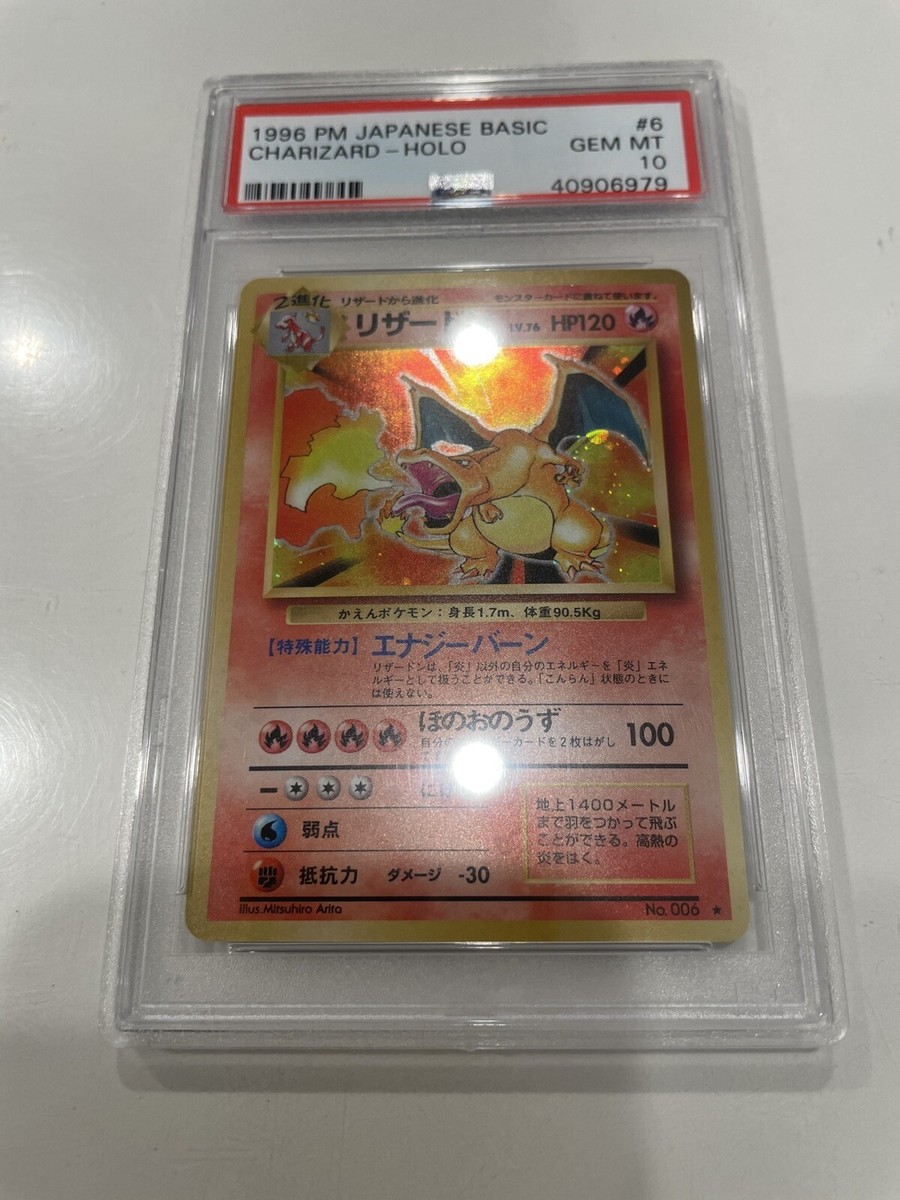 1996 PM JAPANESE BASIC #6
CHARIZARD - HOLO GEM MT
10
40906979
2進化 リザードから進化 モンスターカードに重ねて使います。
リザード LV.76 HP120
かえんポケモン：身長1.7m、体重90.5Kg
【特殊能力】エナジーバーン
リザードンは、「炎」以外の自分のエネルギーを「炎」エネ
ルギーとして扱うことができる。「こんらん」状態のときに
は使えない。
ほのおのうず 100
自分の カードを2枚はがし
にげ
弱点
抵抗力 ダメージ -30
地上1400メートル
まで羽をつかって飛ぶ
ことができる。高熱の
炎をはく。
illus.Mitsuhiro Arita No.006 ★